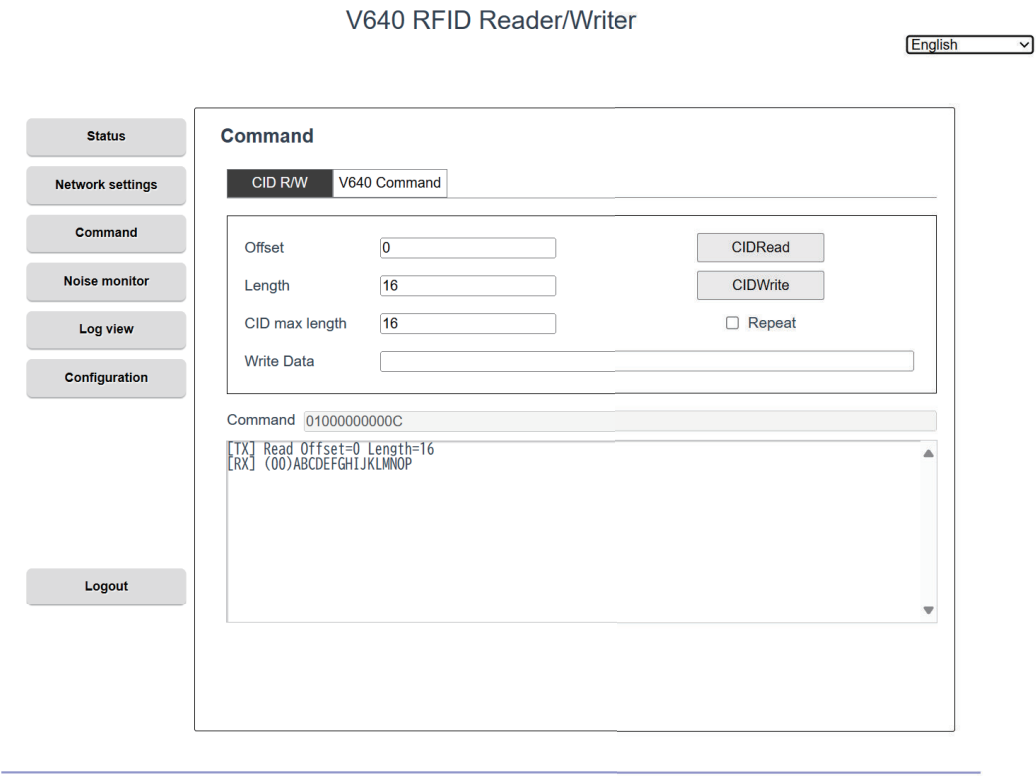 V640 RFID Reader/Writer
English
Status
Network settings
Command
Noise monitor
Log view
Configuration
Logout
Command
CID R/W V640 Command
Offset 0 CIDRead
Length 16 CIDWrite
CID max length 16 Repeat
Write Data
Command 01000000000C
[TX] Read Offset=0 Length=16
[RX] (00)ABCDEFGHIJKLMNOP